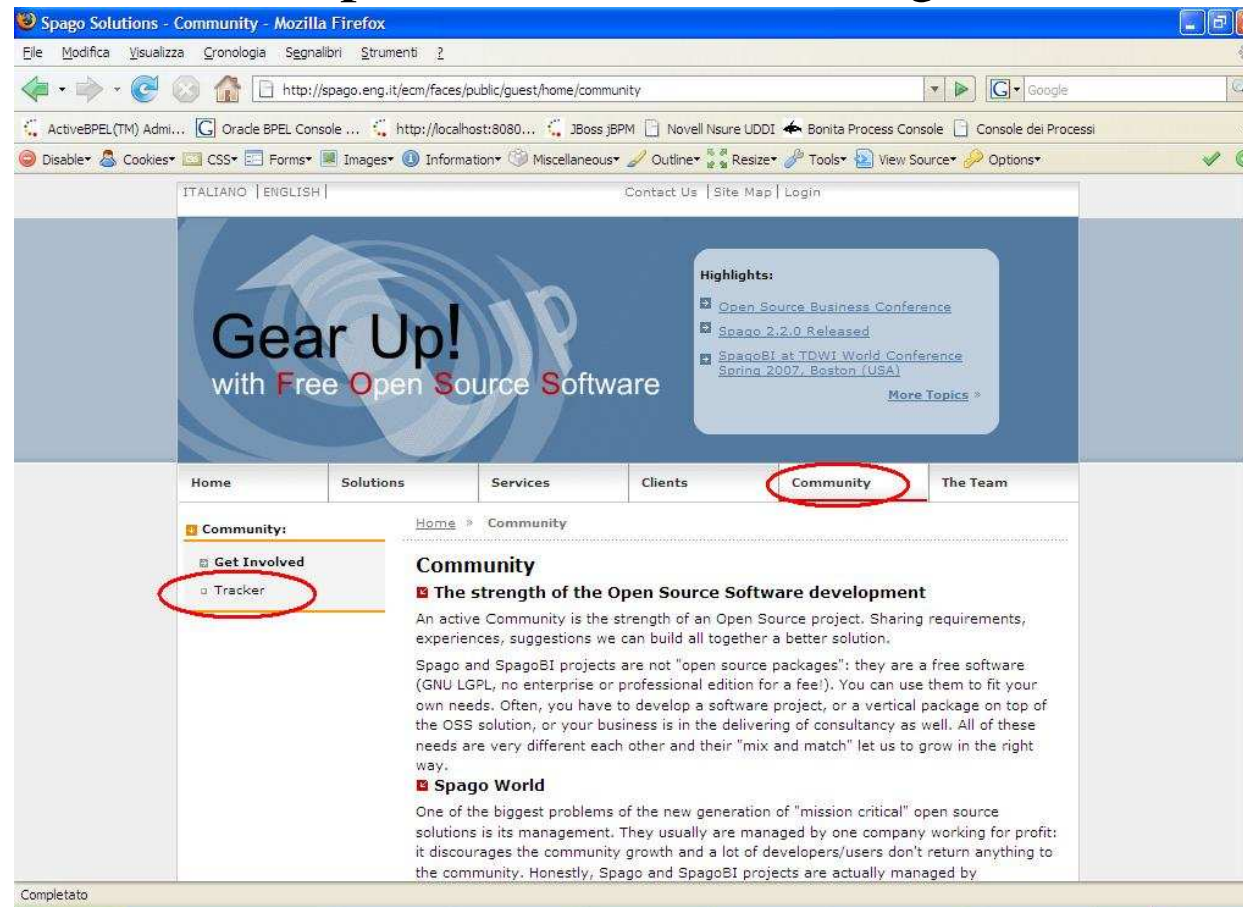 Spago Solutions - Community - Mozilla Firefox
File Modifica Visualizza Cronologia Segnalibri Strumenti ?
http://spago.eng.it/ecm/faces/public/guest/home/community
Google
ActiveBPEL(TM) Admi... Oracle BPEL Console ... http://localhost:8080... JBoss jBPM Novell Nsure UDDI Bonita Process Console Console dei Processi
Disable Cookies CSS Forms Images Information Miscellaneous Outline Resize Tools View Source Options
ITALIANO | ENGLISH | Contact Us | Site Map | Login
Gear Up!
with Free Open Source Software
UP
Highlights:
Open Source Business Conference
Spago 2.2.0 Released
SpagoBI at TDWI World Conference
Spring 2007, Boston (USA)
More Topics »
Home Solutions Services Clients Community The Team
Community:
Get Involved
Tracker
Home » Community
Community
The strength of the Open Source Software development
An active Community is the strength of an Open Source project. Sharing requirements,
experiences, suggestions we can build all together a better solution.
Spago and SpagoBI projects are not "open source packages": they are a free software
(GNU LGPL, no enterprise or professional edition for a fee!). You can use them to fit your
own needs. Often, you have to develop a software project, or a vertical package on top of
the OSS solution, or your business is in the delivering of consultancy as well. All of these
needs are very different each other and their "mix and match" let us to grow in the right
way.
Spago World
One of the biggest problems of the new generation of "mission critical" open source
solutions is its management. They usually are managed by one company working for profit:
it discourages the community growth and a lot of developers/users don't return anything to
the community. Honestly, Spago and SpagoBI projects are actually managed by
Completato